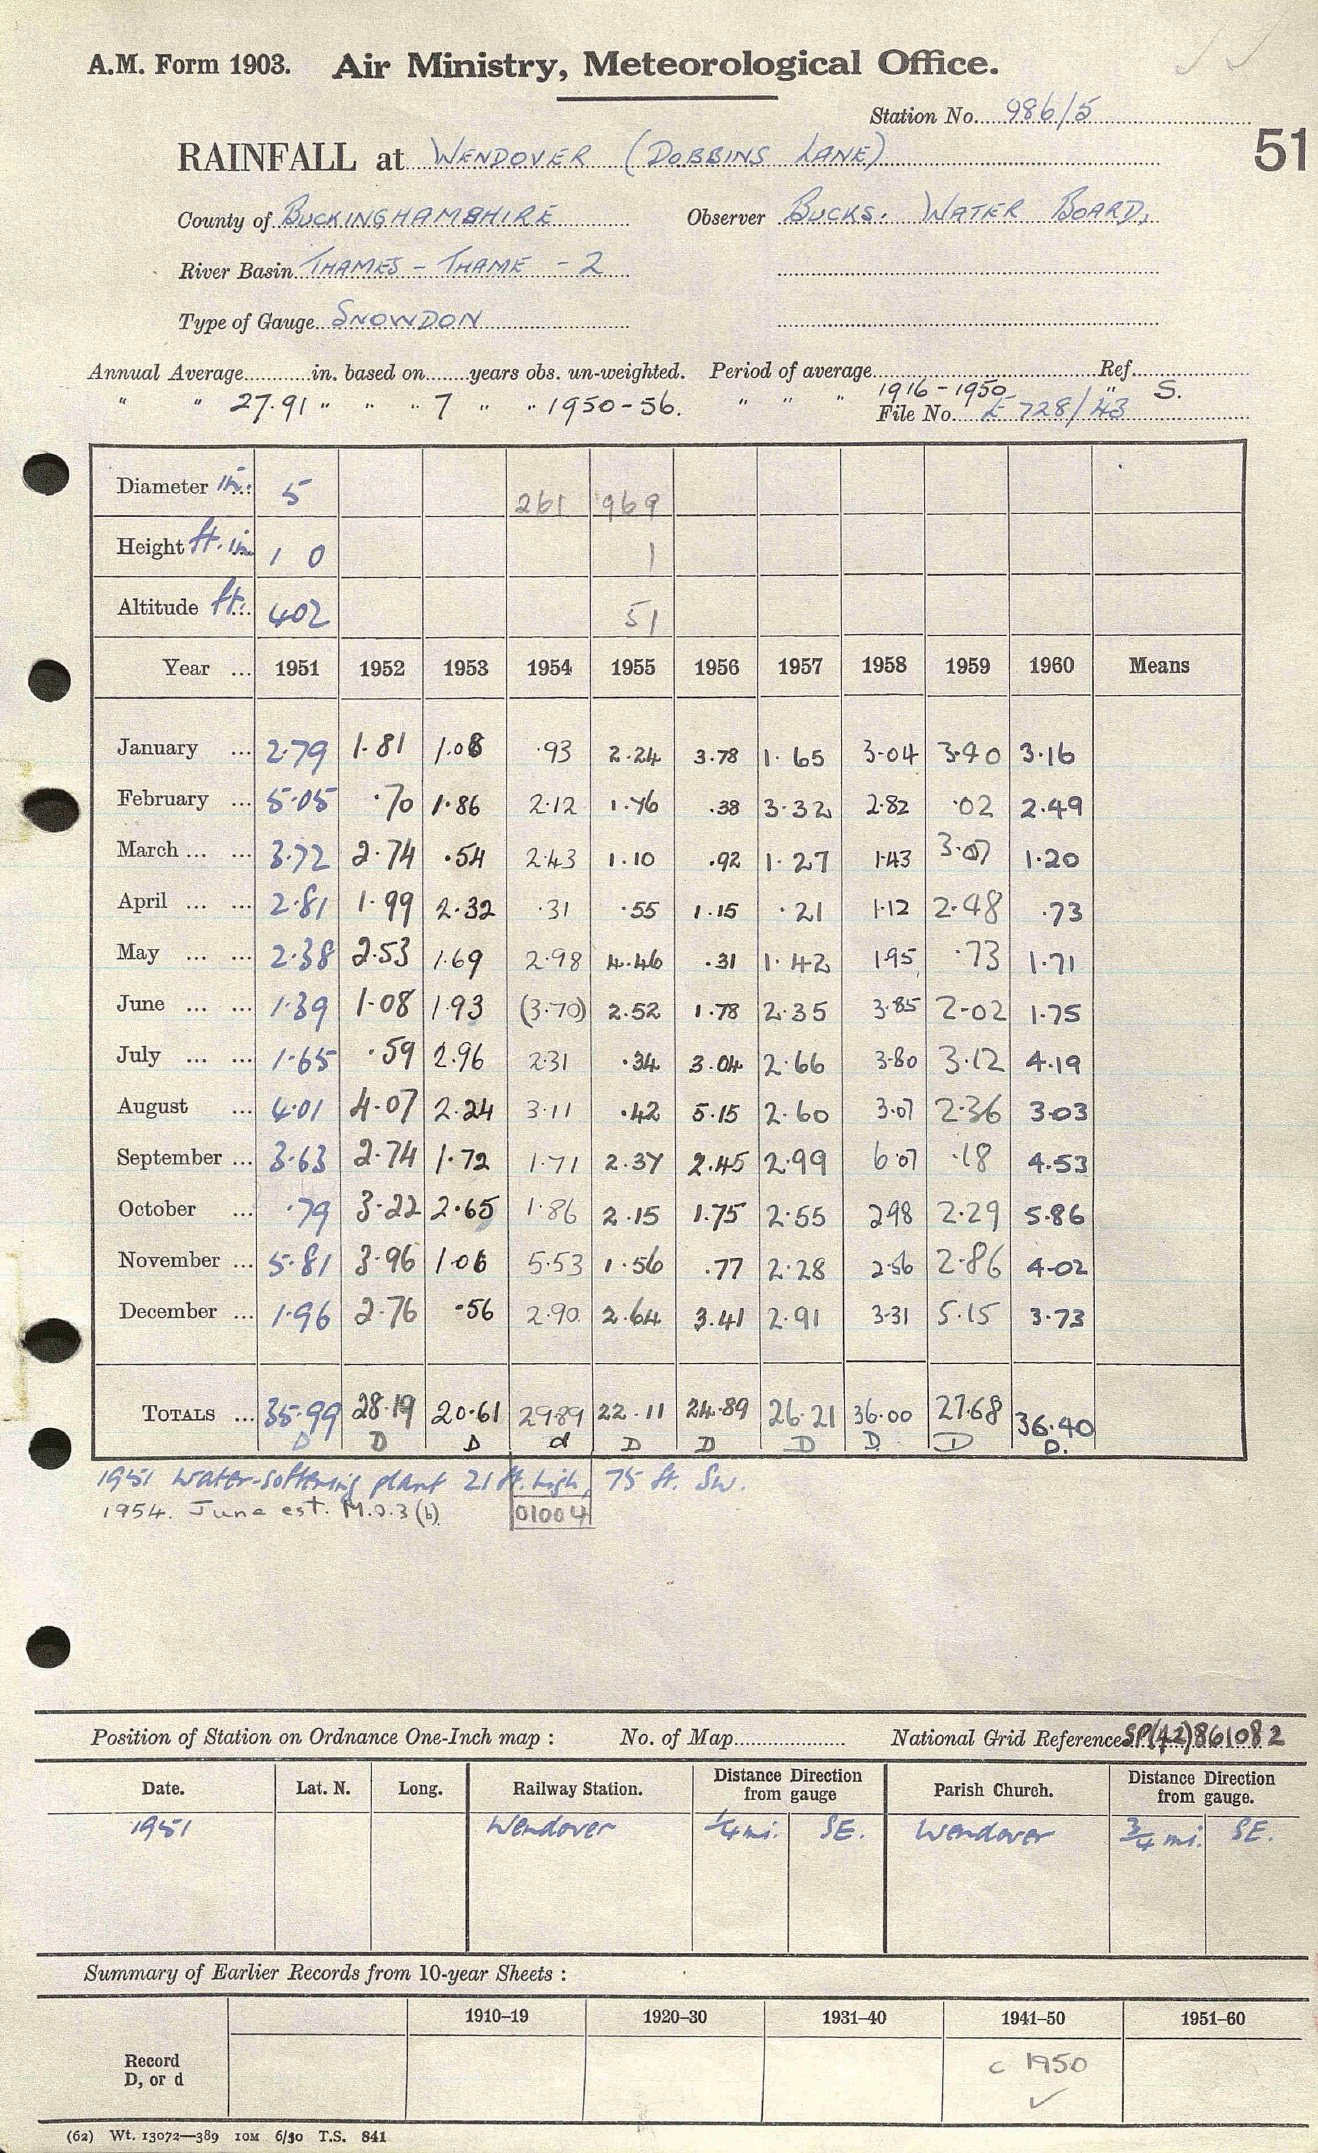 A.M. Form 1903. Air Ministry, Meteorological Office.
Station No. 986/5
51
RAINFALL at WENDOVER (DOBBINS LANE)
County of BUCKINGHAMSHIRE Observer BUCKS. WATER BOARD.
River Basin THAMES - THAME - 2
Type of Gauge SNOWDON
Annual Average in. based on years obs. un-weighted. Period of average Ref.
" " 27.91 " " " 7 " " 1950-56. " " " 1916-1950 " S.
File No. E 728/43
Diameter in. 5 261 969
Height ft. in. 1 0 1
Altitude ft. 402 51
Year ... 1951 1952 1953 1954 1955 1956 1957 1958 1959 1960 Means
January ... 2.79 1.81 1.08 .93 2.24 3.78 1.65 3.04 3.40 3.16
February ... 5.05 .70 1.86 2.12 1.76 .38 3.32 2.82 .02 2.49
March ... ... 3.72 2.74 .54 2.43 1.10 .92 1.27 1.43 3.07 1.20
April ... ... 2.81 1.99 2.32 .31 .55 1.15 .21 1.12 2.48 .73
May ... ... 2.38 2.53 1.69 2.98 4.46 .31 1.42 1.95 .73 1.71
June ... ... 1.39 1.08 1.93 (3.70) 2.52 1.78 2.35 3.85 2.02 1.75
July ... ... 1.65 .59 2.96 2.31 .34 3.04 2.66 3.80 3.12 4.19
August ... 4.01 4.07 2.24 3.11 .42 5.15 2.60 3.07 2.36 3.03
September ... 3.63 2.74 1.72 1.71 2.37 2.45 2.99 6.07 .18 4.53
October ... .79 3.22 2.65 1.86 2.15 1.75 2.55 2.98 2.29 5.86
November ... 5.81 3.96 1.06 5.53 1.56 .77 2.28 2.56 2.86 4.02
December ... 1.96 2.76 .56 2.90 2.64 3.41 2.91 3.31 5.15 3.73
TOTALS ... 35.99 28.19 20.61 29.89 22.11 24.89 26.21 36.00 27.68 36.40
D D D d D D D D D D.
1951 Water-softening plant 21 ft. high, 75 ft. SW.
1954. June est. M.O.3(b). 01004
Position of Station on Ordnance One-Inch map : No. of Map National Grid Reference SP(42)861082
Date. Lat. N. Long. Railway Station. Distance from Direction gauge Parish Church. Distance from Direction gauge.
1951 Wendover 1/4 mi. SE. Wendover 3/4 mi. SE.
Summary of Earlier Records from 10-year Sheets :
1910–19 1920–30 1931–40 1941–50 1951–60
Record
D, or d
c 1950
(62) Wt. 13072—389 10M 6/50 T.S. 841